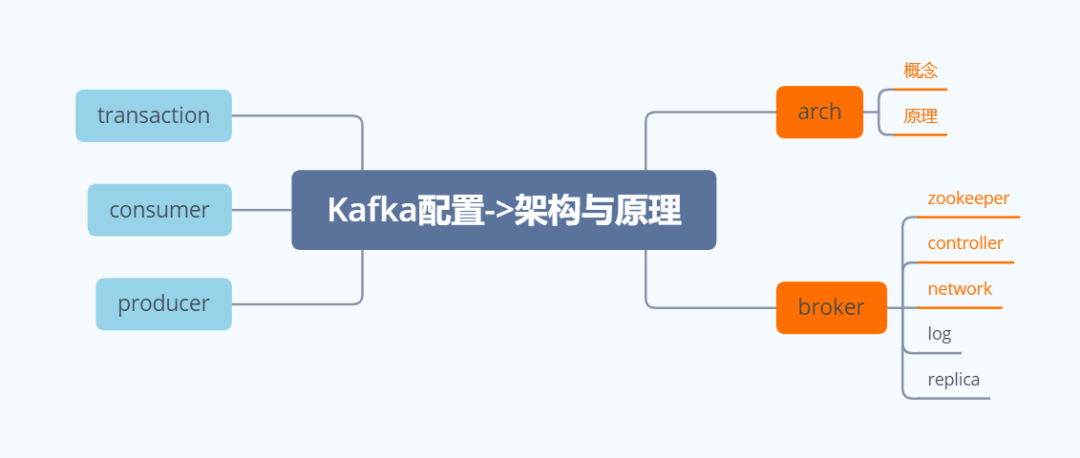 Kafka配置->架构与原理
transaction
consumer
producer
arch
概念
原理
broker
zookeeper
controller
network
log
replica